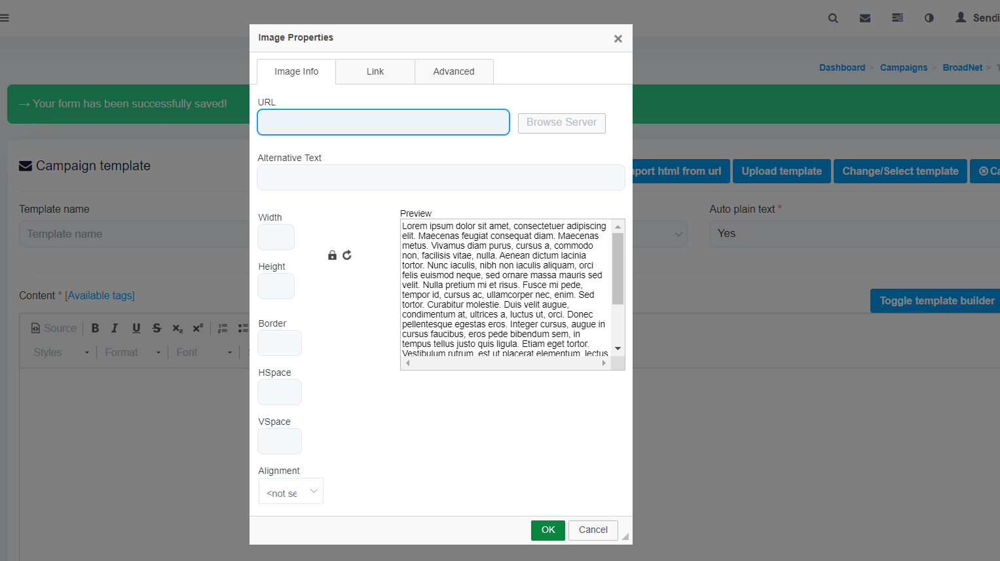 Sendi
Image Properties
Image Info
Link
Advanced
Dashboard > Campaigns > BroadNet >
→ Your form has been successfully saved!
URL
Browse Server
Alternative Text
Campaign template
port html from url
Upload template
Change/Select template
Ca
Template name
Template name
Auto plain text *
Yes
Width
Height
Preview
Lorem ipsum dolor sit amet, consectetuer adipiscing
elit. Maecenas feugiat consequat diam. Maecenas
metus. Vivamus diam purus, cursus a, commodo
non, facilisis vitae, nulla. Aenean dictum lacinia
tortor. Nunc iaculis, nibh non iaculis aliquam, orci
felis euismod neque, sed ornare massa mauris sed
velit. Nulla pretium mi et risus. Fusce mi pede,
tempor id, cursus ac, ullamcorper nec, enim. Sed
tortor. Curabitur molestie. Duis velit augue,
condimentum at, ultrices a, luctus ut, orci. Donec
pellentesque egestas eros. Integer cursus, augue in
cursus faucibus, eros pede bibendum sem, in
tempus tellus justo quis ligula. Etiam eget tortor.
Vestibulum rutrum, est ut placerat elementum, lectus
Content * [Available tags]
Toggle template builder
Source
B I U S x₂ x²
Styles
Format
Font
Border
HSpace
VSpace
Alignment
<not se
OK
Cancel